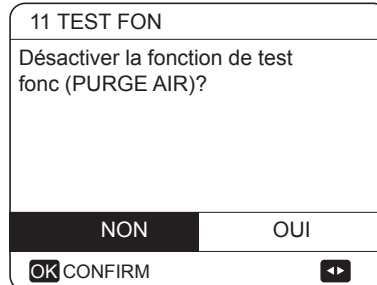 11 TEST FON
Désactiver la fonction de test
fonc (PURGE AIR)?
NON OUI
OK CONFIRM